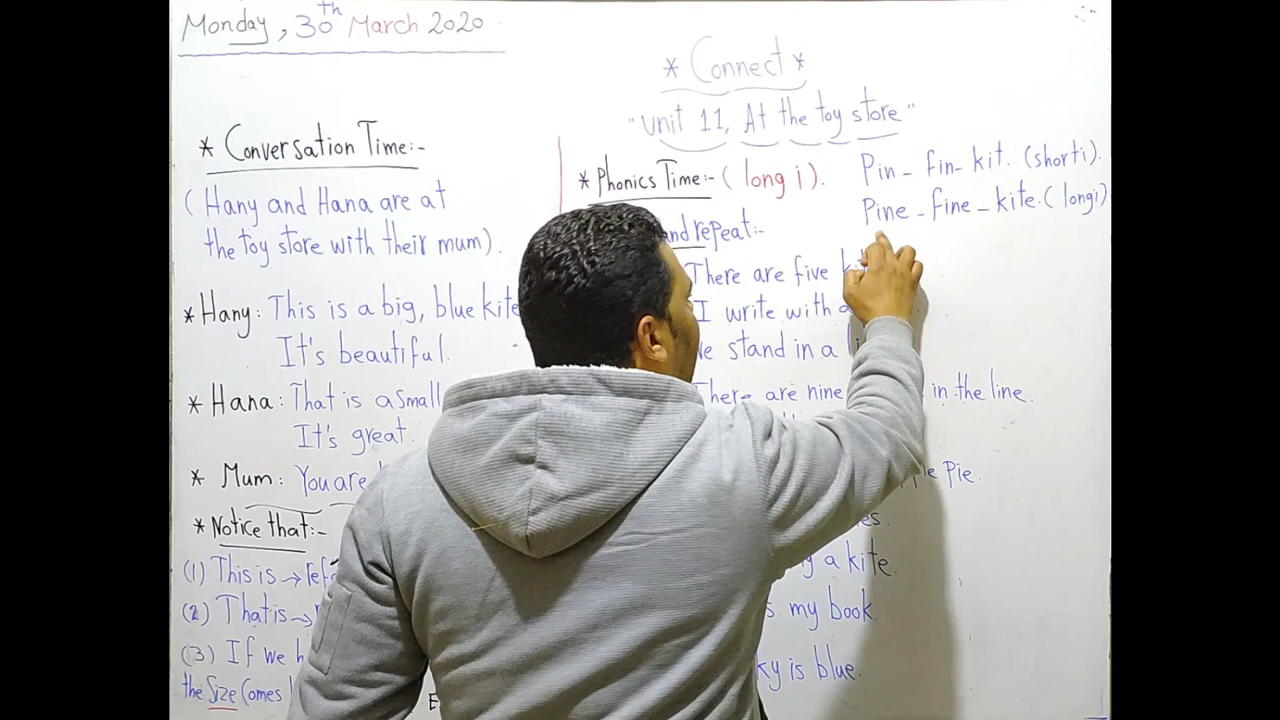 Monday, 30th March 2020
* Connect *
"Unit 11, At the toy store"
* Conversation Time:-
(Hany and Hana are at
the toy store with their mum).
* Hany: This is a big, blue kite
It's beautiful.
* Hana: That is a small
It's great.
* Mum: You are
* Notice that:-
(1) This is →
(2) That is →
(3) If we
the Size Comes
* Phonics Time:- (long i).
Pin - fin - kit. (short i).
Pine - fine - kite. (long i)
and repeat:-
There are five
I write with
stand in a
There are nine in the line.
Pie.
a kite.
my book.
is blue.